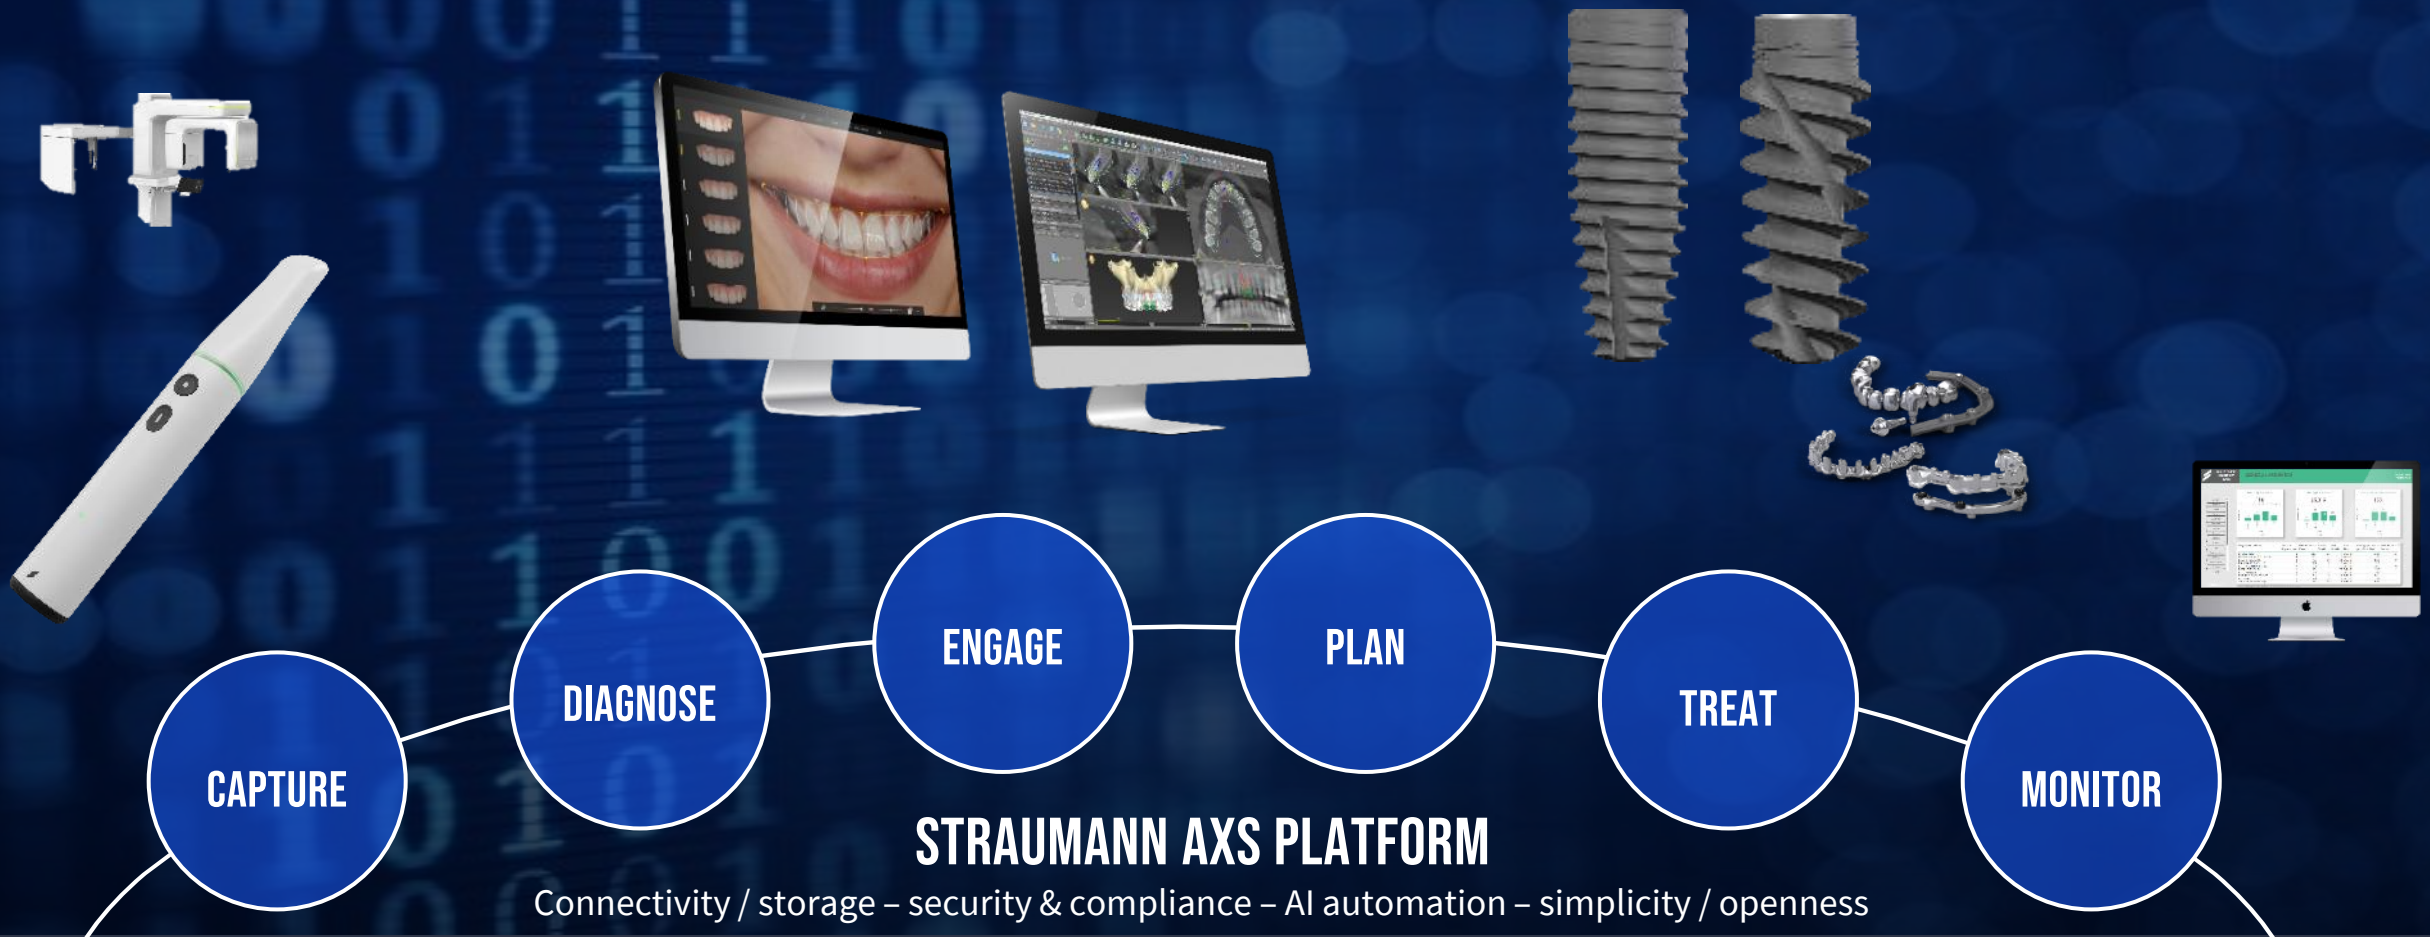 CAPTURE
DIAGNOSE
ENGAGE
PLAN
TREAT
MONITOR
STRAUMANN AXS PLATFORM
Connectivity / storage – security & compliance – AI automation – simplicity / openness